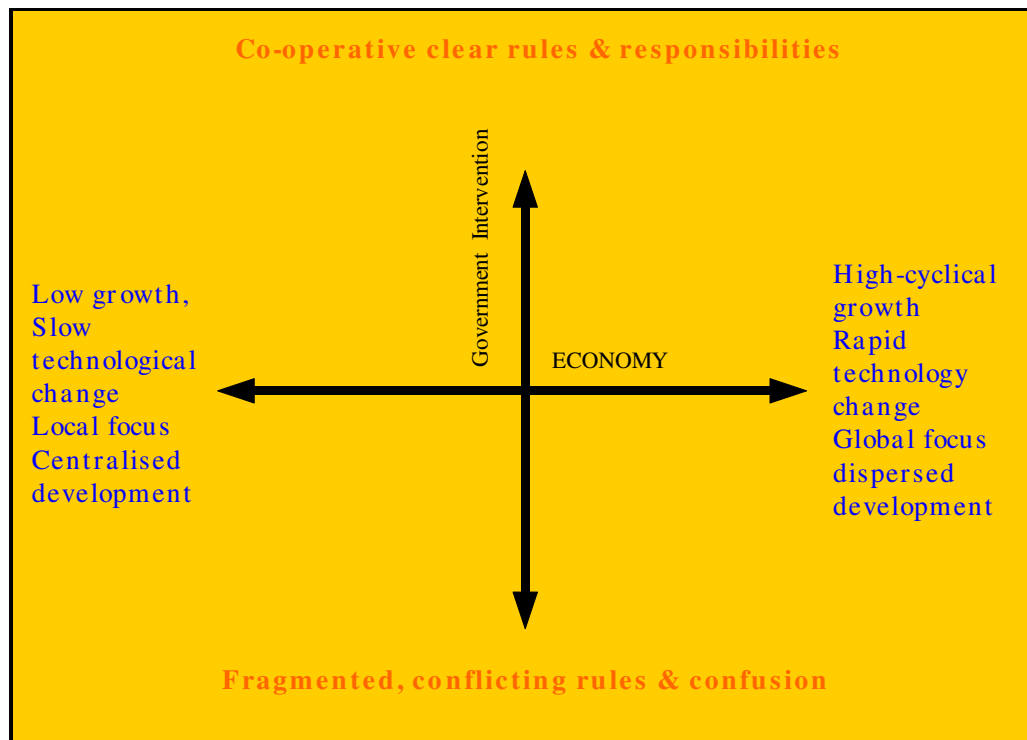 Co-operative clear rules & responsibilities
Government Intervention
Low growth,
Slow
technological
change
Local focus
Centralised
development
ECONOMY
High-cyclical
growth
Rapid
technology
change
Global focus
dispersed
development
Fragmented, conflicting rules & confusion